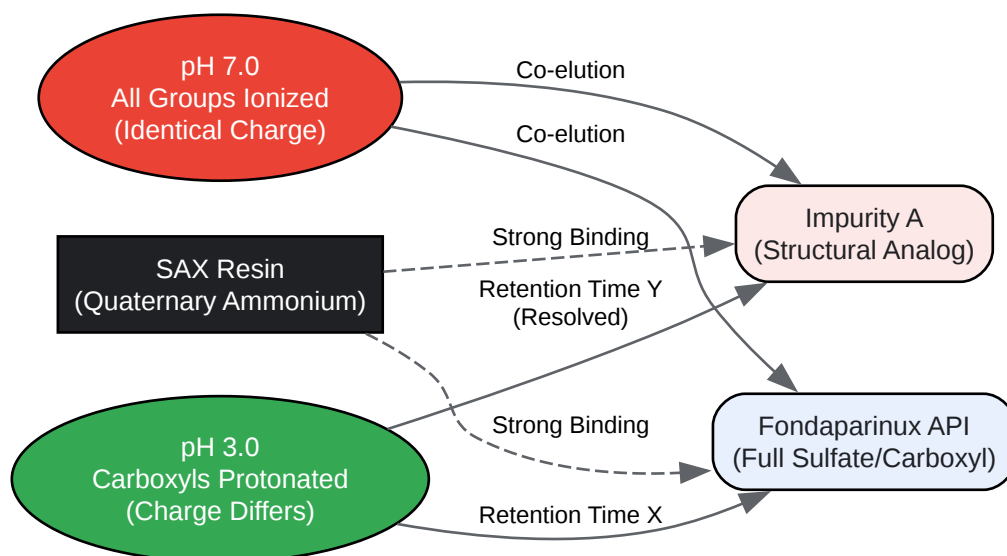 pH 7.0
All Groups Ionized
(Identical Charge)
Co-elution
Co-elution
Impurity A
(Structural Analog)
Strong Binding
SAX Resin
(Quaternary Ammonium)
Retention Time Y
(Resolved)
Strong Binding
Fondaparinux API
(Full Sulfate/Carboxyl)
pH 3.0
Carboxyls Protonated
(Charge Differs)
Retention Time X